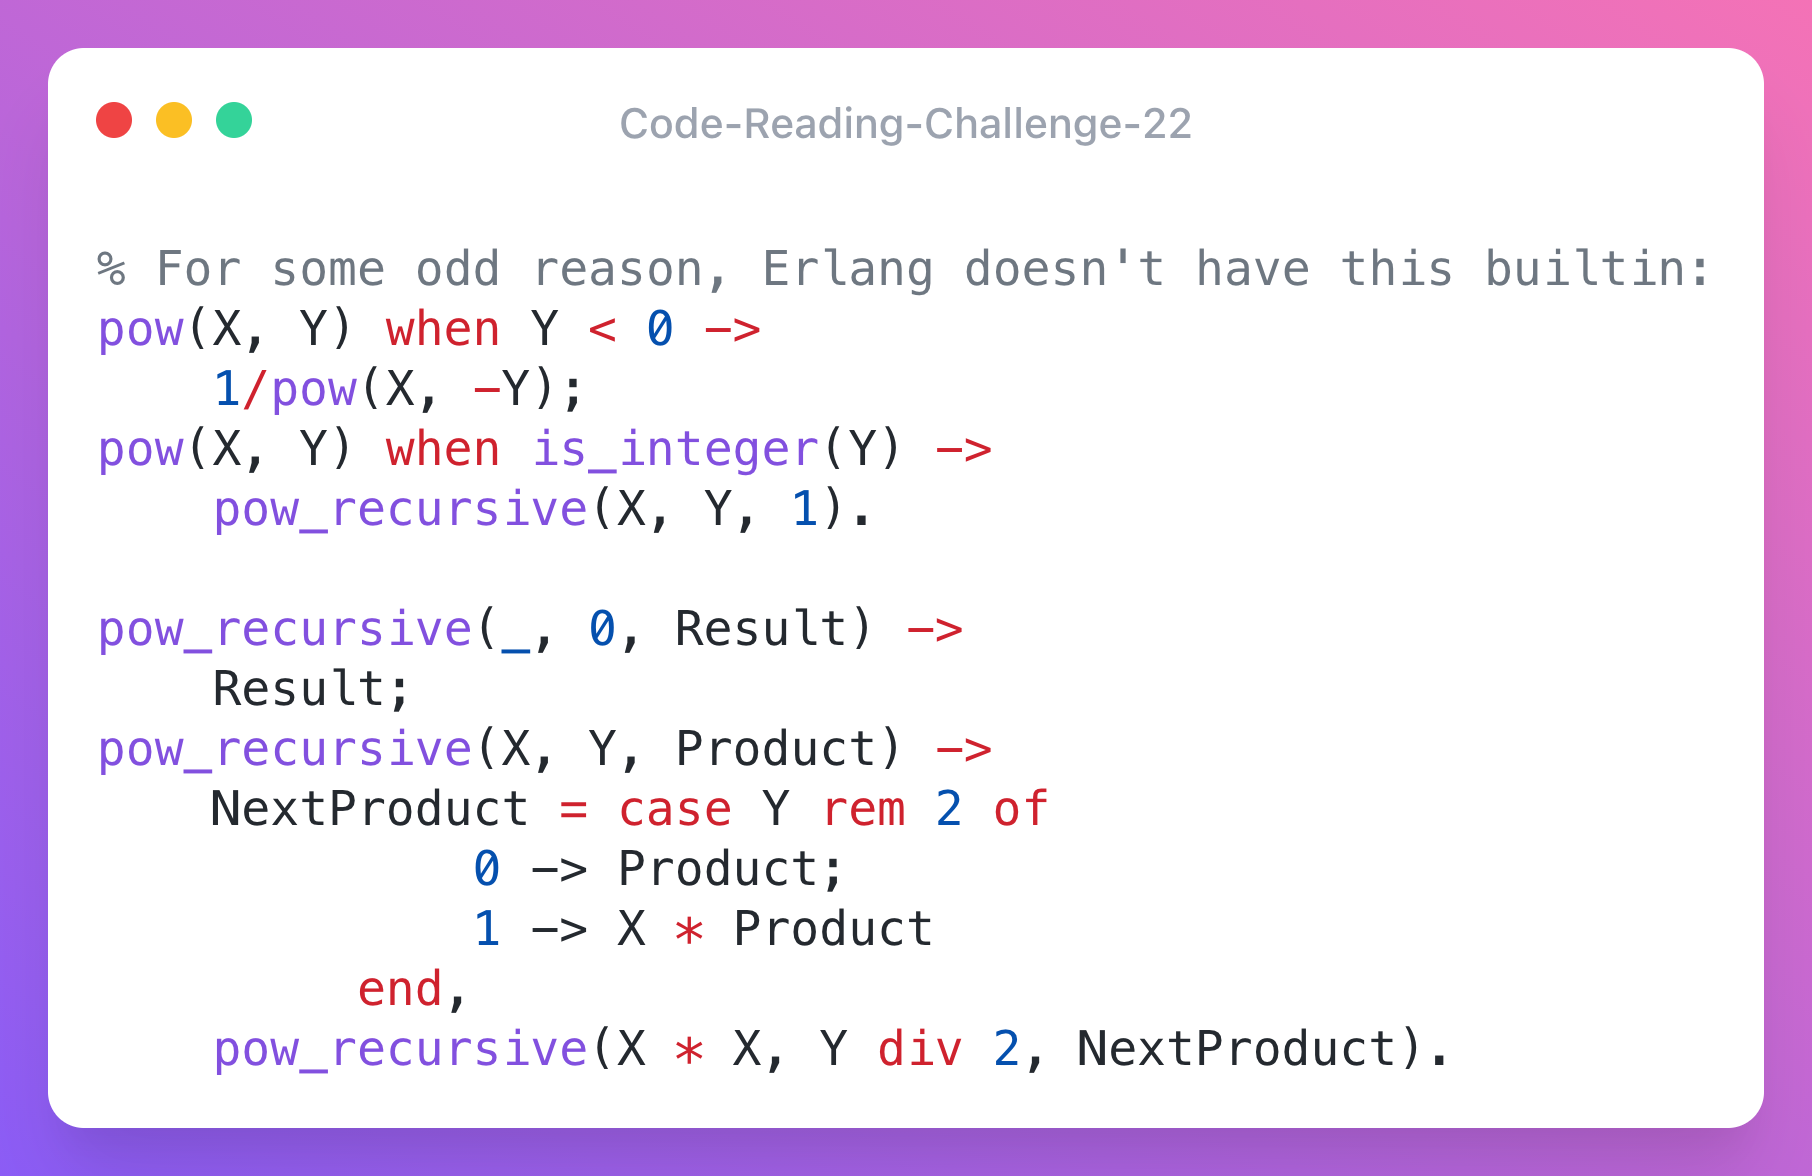 Code-Reading-Challenge-22
% For some odd reason, Erlang doesn't have this builtin:
pow(X, Y) when Y < 0 ->
    1/pow(X, -Y);
pow(X, Y) when is_integer(Y) ->
    pow_recursive(X, Y, 1).

pow_recursive(_, 0, Result) ->
    Result;
pow_recursive(X, Y, Product) ->
    NextProduct = case Y rem 2 of
             0 -> Product;
             1 -> X * Product
         end,
    pow_recursive(X * X, Y div 2, NextProduct).